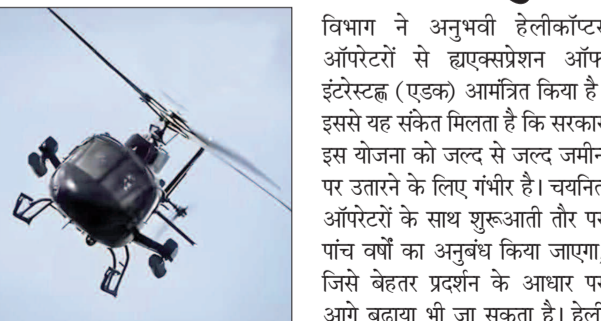 विभाग ने अनुभवी हेलीकॉप्टर
ऑपरेटरों से ह्यएक्सप्रेशन ऑफ
इंटरेस्टह्ण (एडक) आमंत्रित किया है
इससे यह संकेत मिलता है कि सरकार
इस योजना को जल्द से जल्द जमीन
पर उतारने के लिए गंभीर है। चयनित
ऑपरेटरों के साथ शुरूआती तौर पर
पांच वर्षों का अनुबंध किया जाएगा,
जिसे बेहतर प्रदर्शन के आधार पर
आगे बढ़ाया भी जा सकता है। हेली